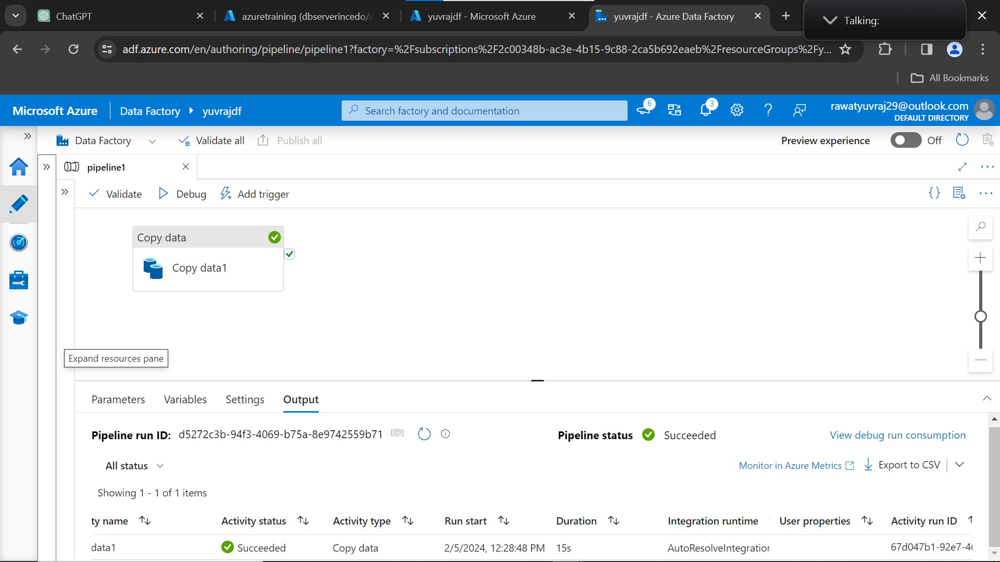 ChatGPT
azuretraining (dbserverincedo/a
yuvrajdf - Microsoft Azure
yuvrajdf - Azure Data Factory
Talking:
adf.azure.com/en/authoring/pipeline/pipeline1?factory=%2Fsubscriptions%2F2c00348b-ac3e-4b15-9c88-2ca5b692eaeb%2FresourceGroups%2Fy...
All Bookmarks
Microsoft Azure
Data Factory
yuvrajdf
Search factory and documentation
6
3
rawatyuvraj29@outlook.com
DEFAULT DIRECTORY
Data Factory
Validate all
Publish all
Preview experience
Off
pipeline1
Validate
Debug
Add trigger
Copy data
Copy data1
Expand resources pane
Parameters
Variables
Settings
Output
Pipeline run ID: d5272c3b-94f3-4069-b75a-8e9742559b71
Pipeline status
Succeeded
View debug run consumption
All status
Monitor in Azure Metrics
Export to CSV
Showing 1 - 1 of 1 items
ty name
Activity status
Activity type
Run start
Duration
Integration runtime
User properties
Activity run ID
data1
Succeeded
Copy data
2/5/2024, 12:28:48 PM
15s
AutoResolveIntegration
67d047b1-92e7-4